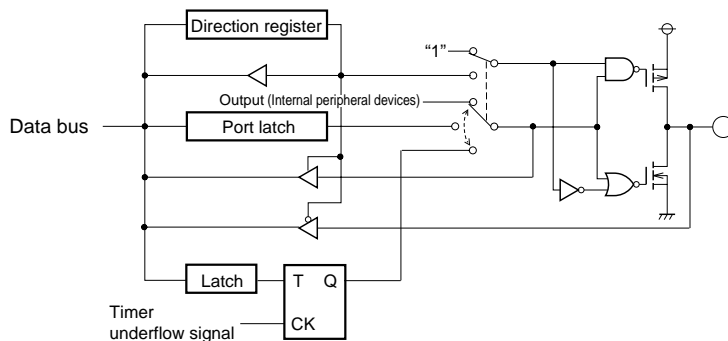 Direction register
“1”
Output (Internal peripheral devices)
Data bus
Port latch
Latch
T Q
CK
Timer
underflow signal